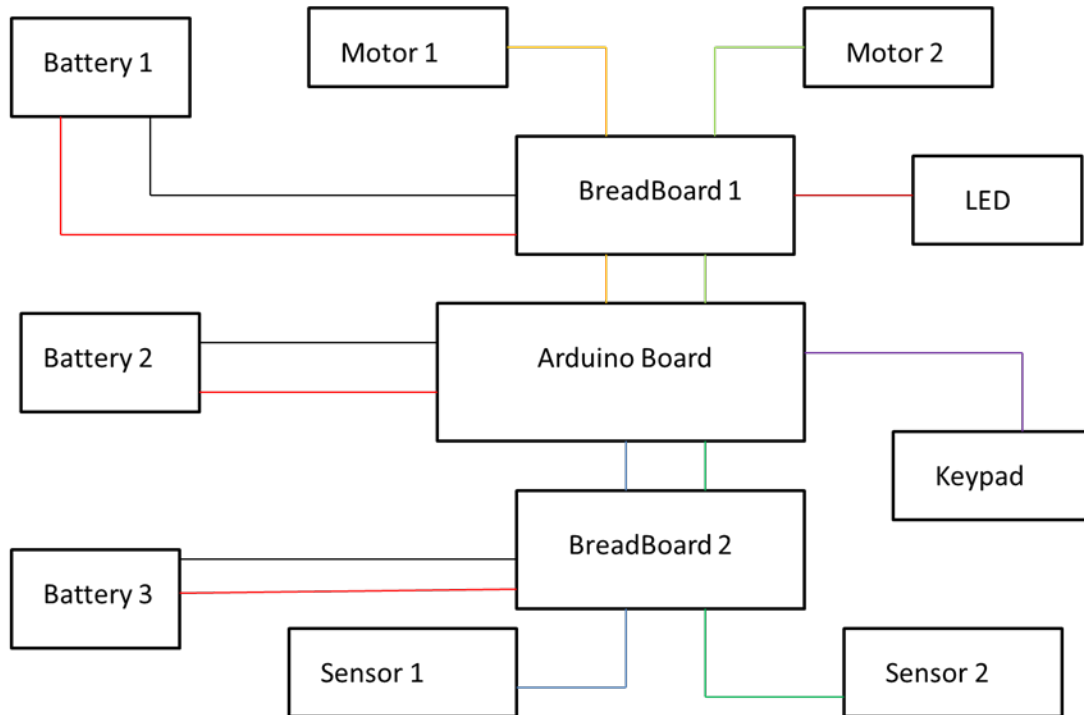 Battery 1
Motor 1
Motor 2
BreadBoard 1
LED
Battery 2
Arduino Board
Keypad
BreadBoard 2
Battery 3
Sensor 1
Sensor 2